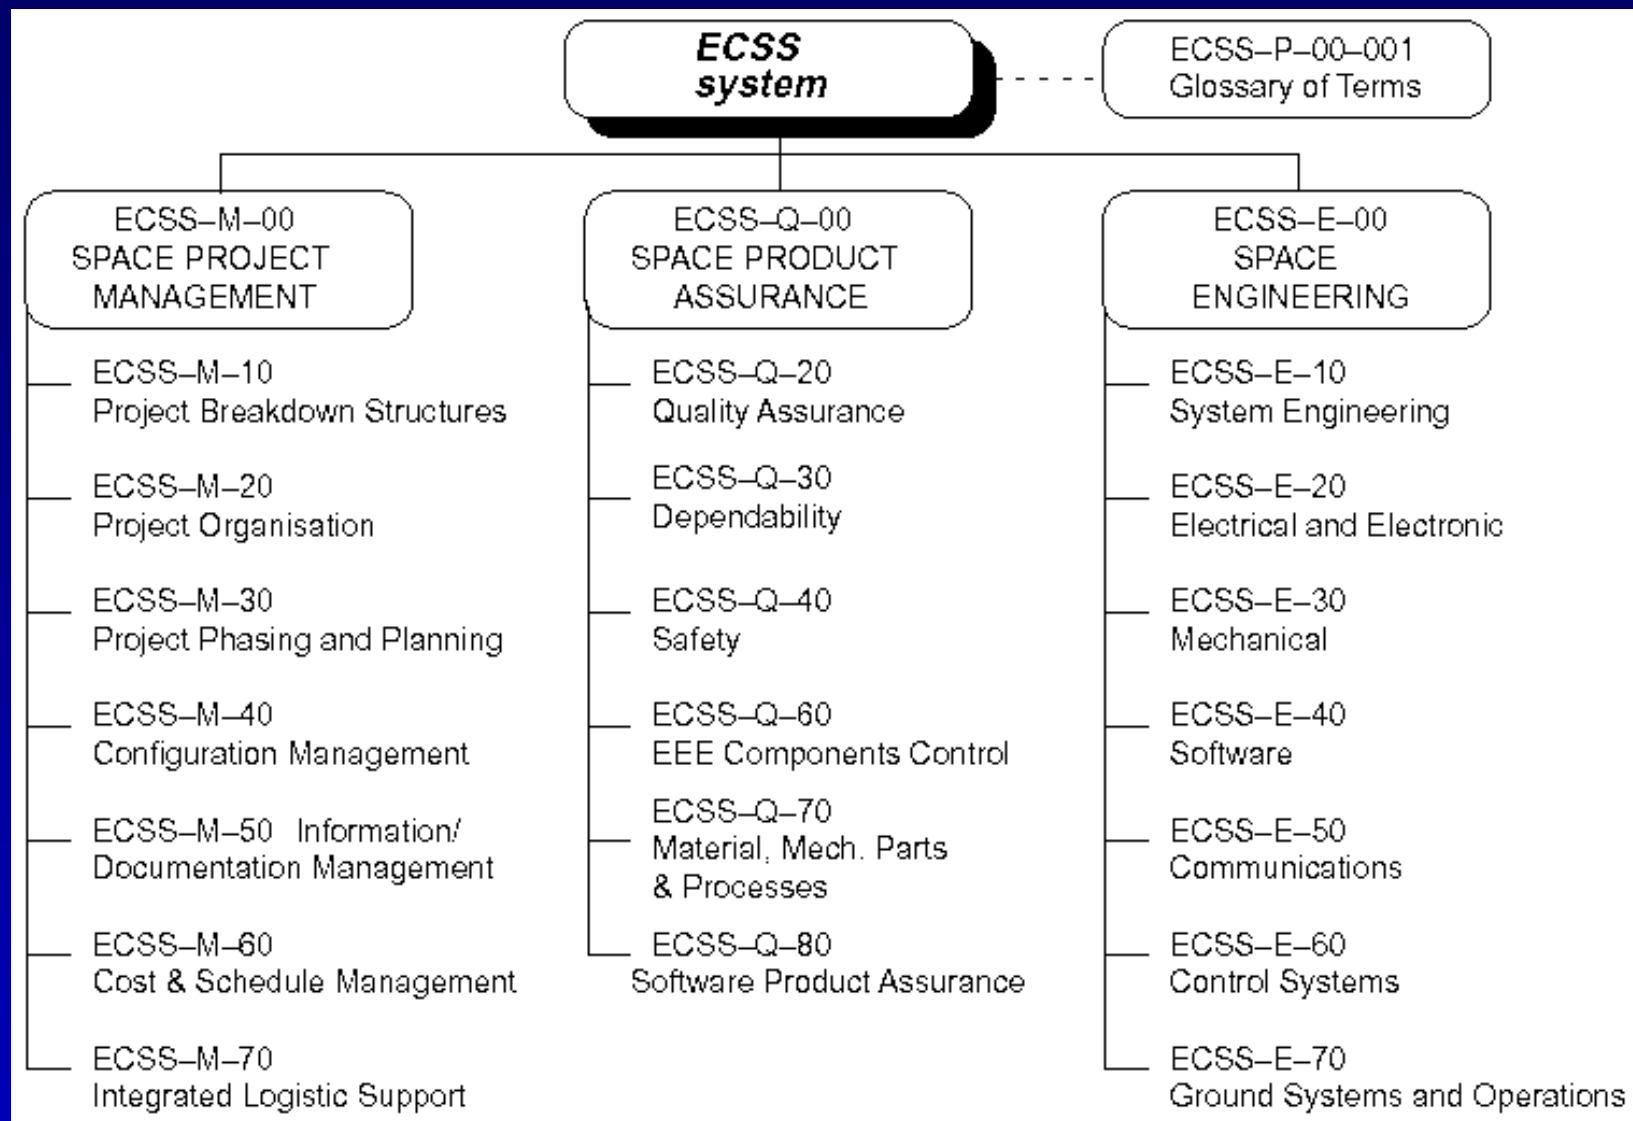 ECSS
system
ECSS–P–00–001
Glossary of Terms
ECSS–M–00
SPACE PROJECT
MANAGEMENT
ECSS–M–10
Project Breakdown Structures
ECSS–M–20
Project Organisation
ECSS–M–30
Project Phasing and Planning
ECSS–M–40
Configuration Management
ECSS–M–50 Information/
Documentation Management
ECSS–M–60
Cost & Schedule Management
ECSS–M–70
Integrated Logistic Support
ECSS–Q–00
SPACE PRODUCT
ASSURANCE
ECSS–Q–20
Quality Assurance
ECSS–Q–30
Dependability
ECSS–Q–40
Safety
ECSS–Q–60
EEE Components Control
ECSS–Q–70
Material, Mech. Parts
& Processes
ECSS–Q–80
Software Product Assurance
ECSS–E–00
SPACE
ENGINEERING
ECSS–E–10
System Engineering
ECSS–E–20
Electrical and Electronic
ECSS–E–30
Mechanical
ECSS–E–40
Software
ECSS–E–50
Communications
ECSS–E–60
Control Systems
ECSS–E–70
Ground Systems and Operations